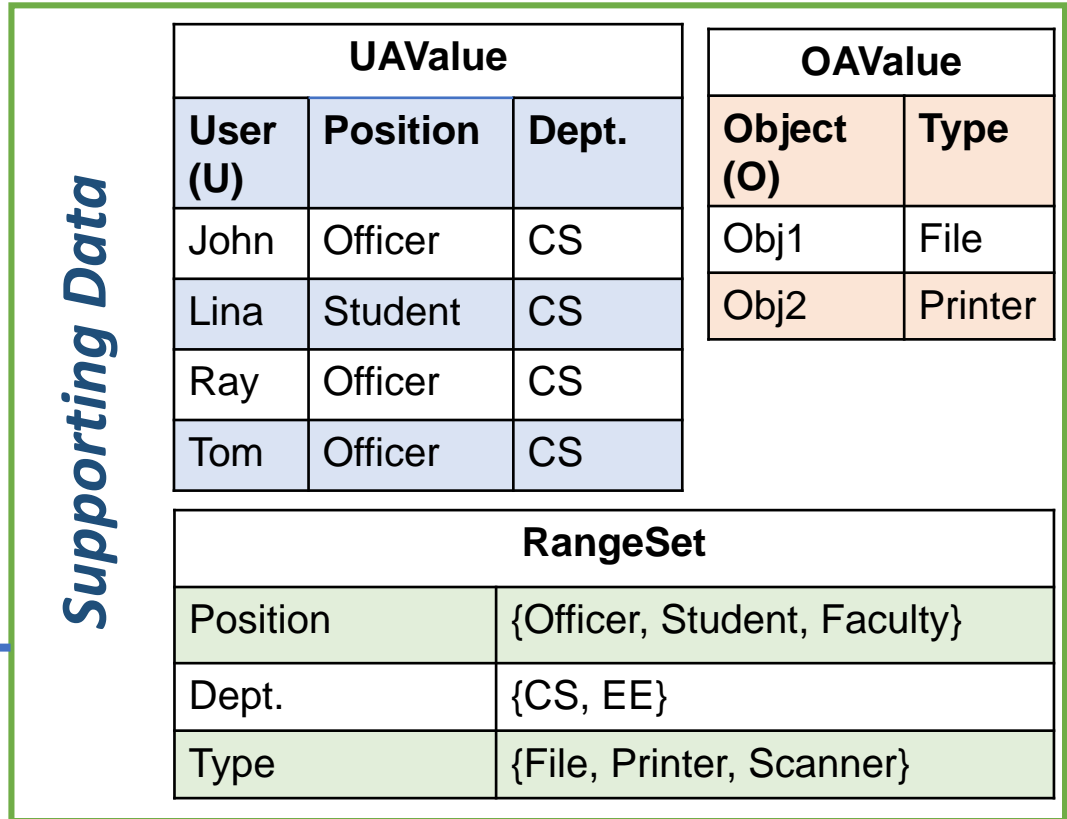 Supporting Data
UAValue
User (U) Position Dept.
John Officer CS
Lina Student CS
Ray Officer CS
Tom Officer CS
OAValue
Object (O) Type
Obj1 File
Obj2 Printer
RangeSet
Position {Officer, Student, Faculty}
Dept. {CS, EE}
Type {File, Printer, Scanner}